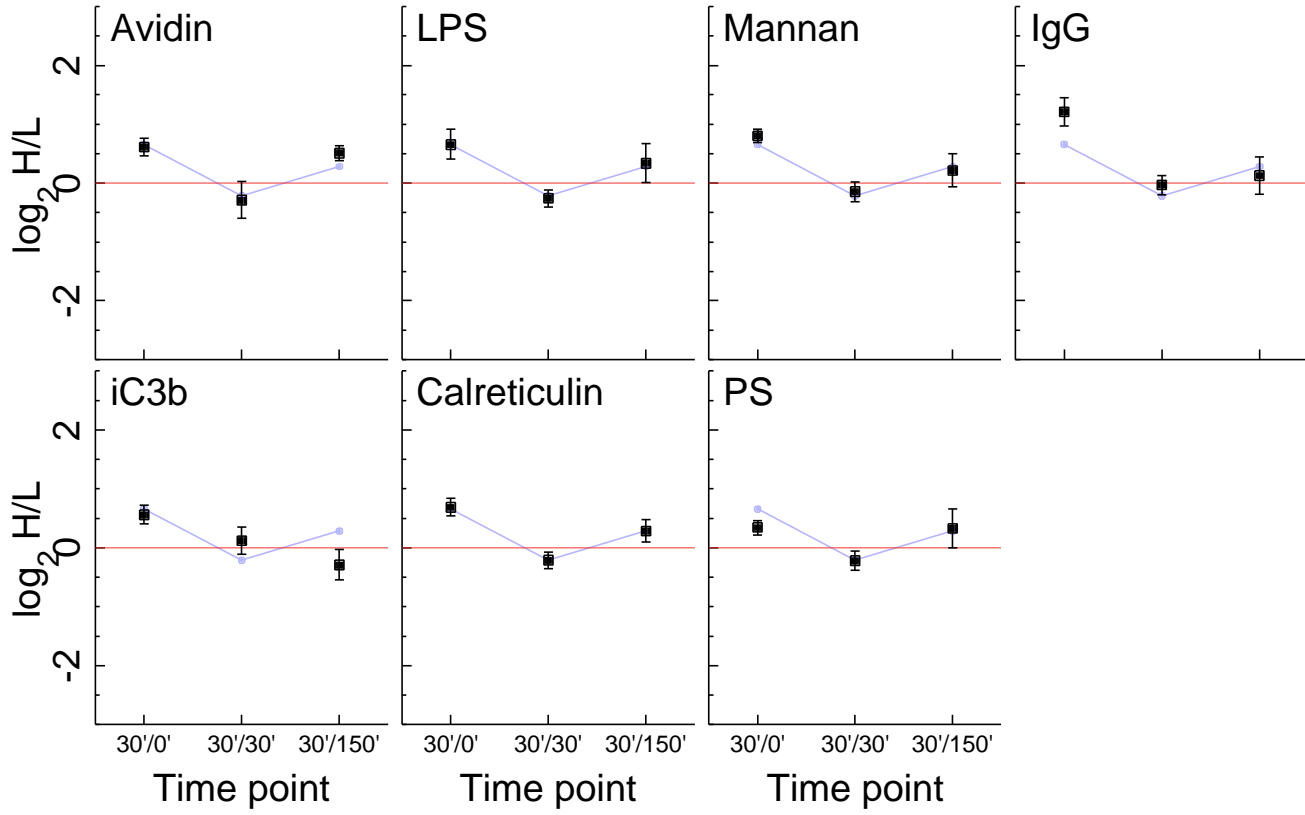 Avidin LPS Mannan IgG
2
0
-2
log2 H/L
iC3b Calreticulin PS
2
0
-2
log2 H/L
30'/0' 30'/30' 30'/150' 30'/0' 30'/30' 30'/150' 30'/0' 30'/30' 30'/150'
Time point Time point Time point